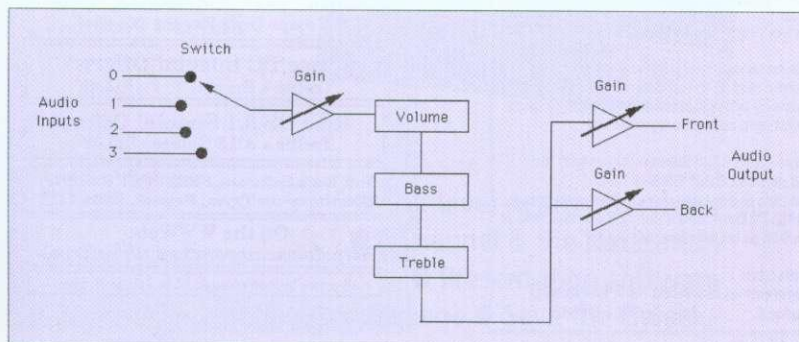 Switch
0
Gain
Gain
Audio
Inputs
1
Volume
Front
2
Audio
Output
3
Gain
Bass
Back
Treble